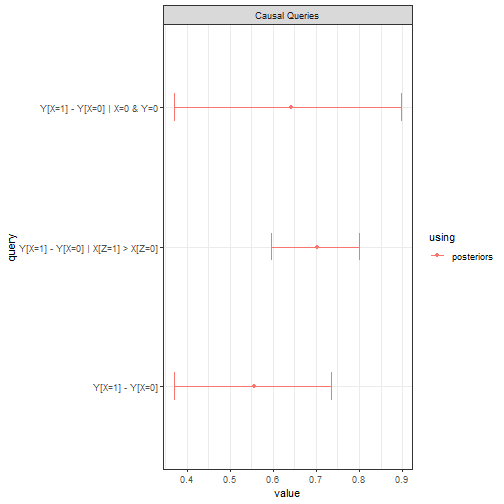 Causal Queries
Y[X=1] - Y[X=0] | X=0 & Y=0
Y[X=1] - Y[X=0] | X[Z=1] > X[Z=0]
Y[X=1] - Y[X=0]
query
0.4 0.5 0.6 0.7 0.8 0.9
value
using
posteriors